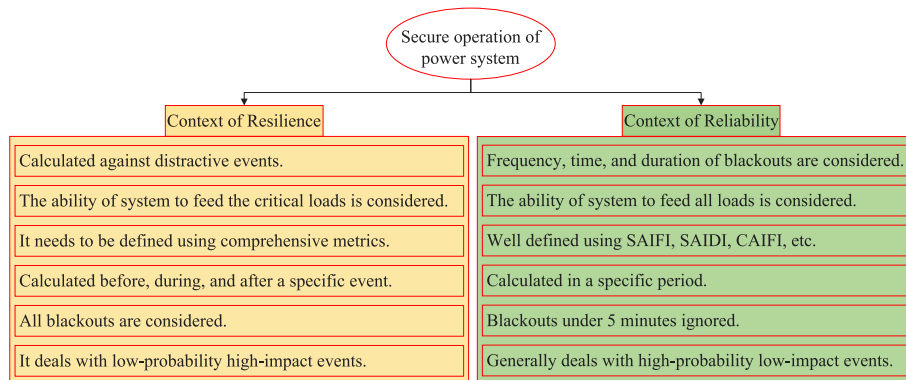 Secure operation of
power system
Context of Resilience
Calculated against distractive events.
The ability of system to feed the critical loads is considered.
It needs to be defined using comprehensive metrics.
Calculated before, during, and after a specific event.
All blackouts are considered.
It deals with low-probability high-impact events.
Context of Reliability
Frequency, time, and duration of blackouts are considered.
The ability of system to feed all loads is considered.
Well defined using SAIFI, SAIDI, CAIFI, etc.
Calculated in a specific period.
Blackouts under 5 minutes ignored.
Generally deals with high-probability low-impact events.